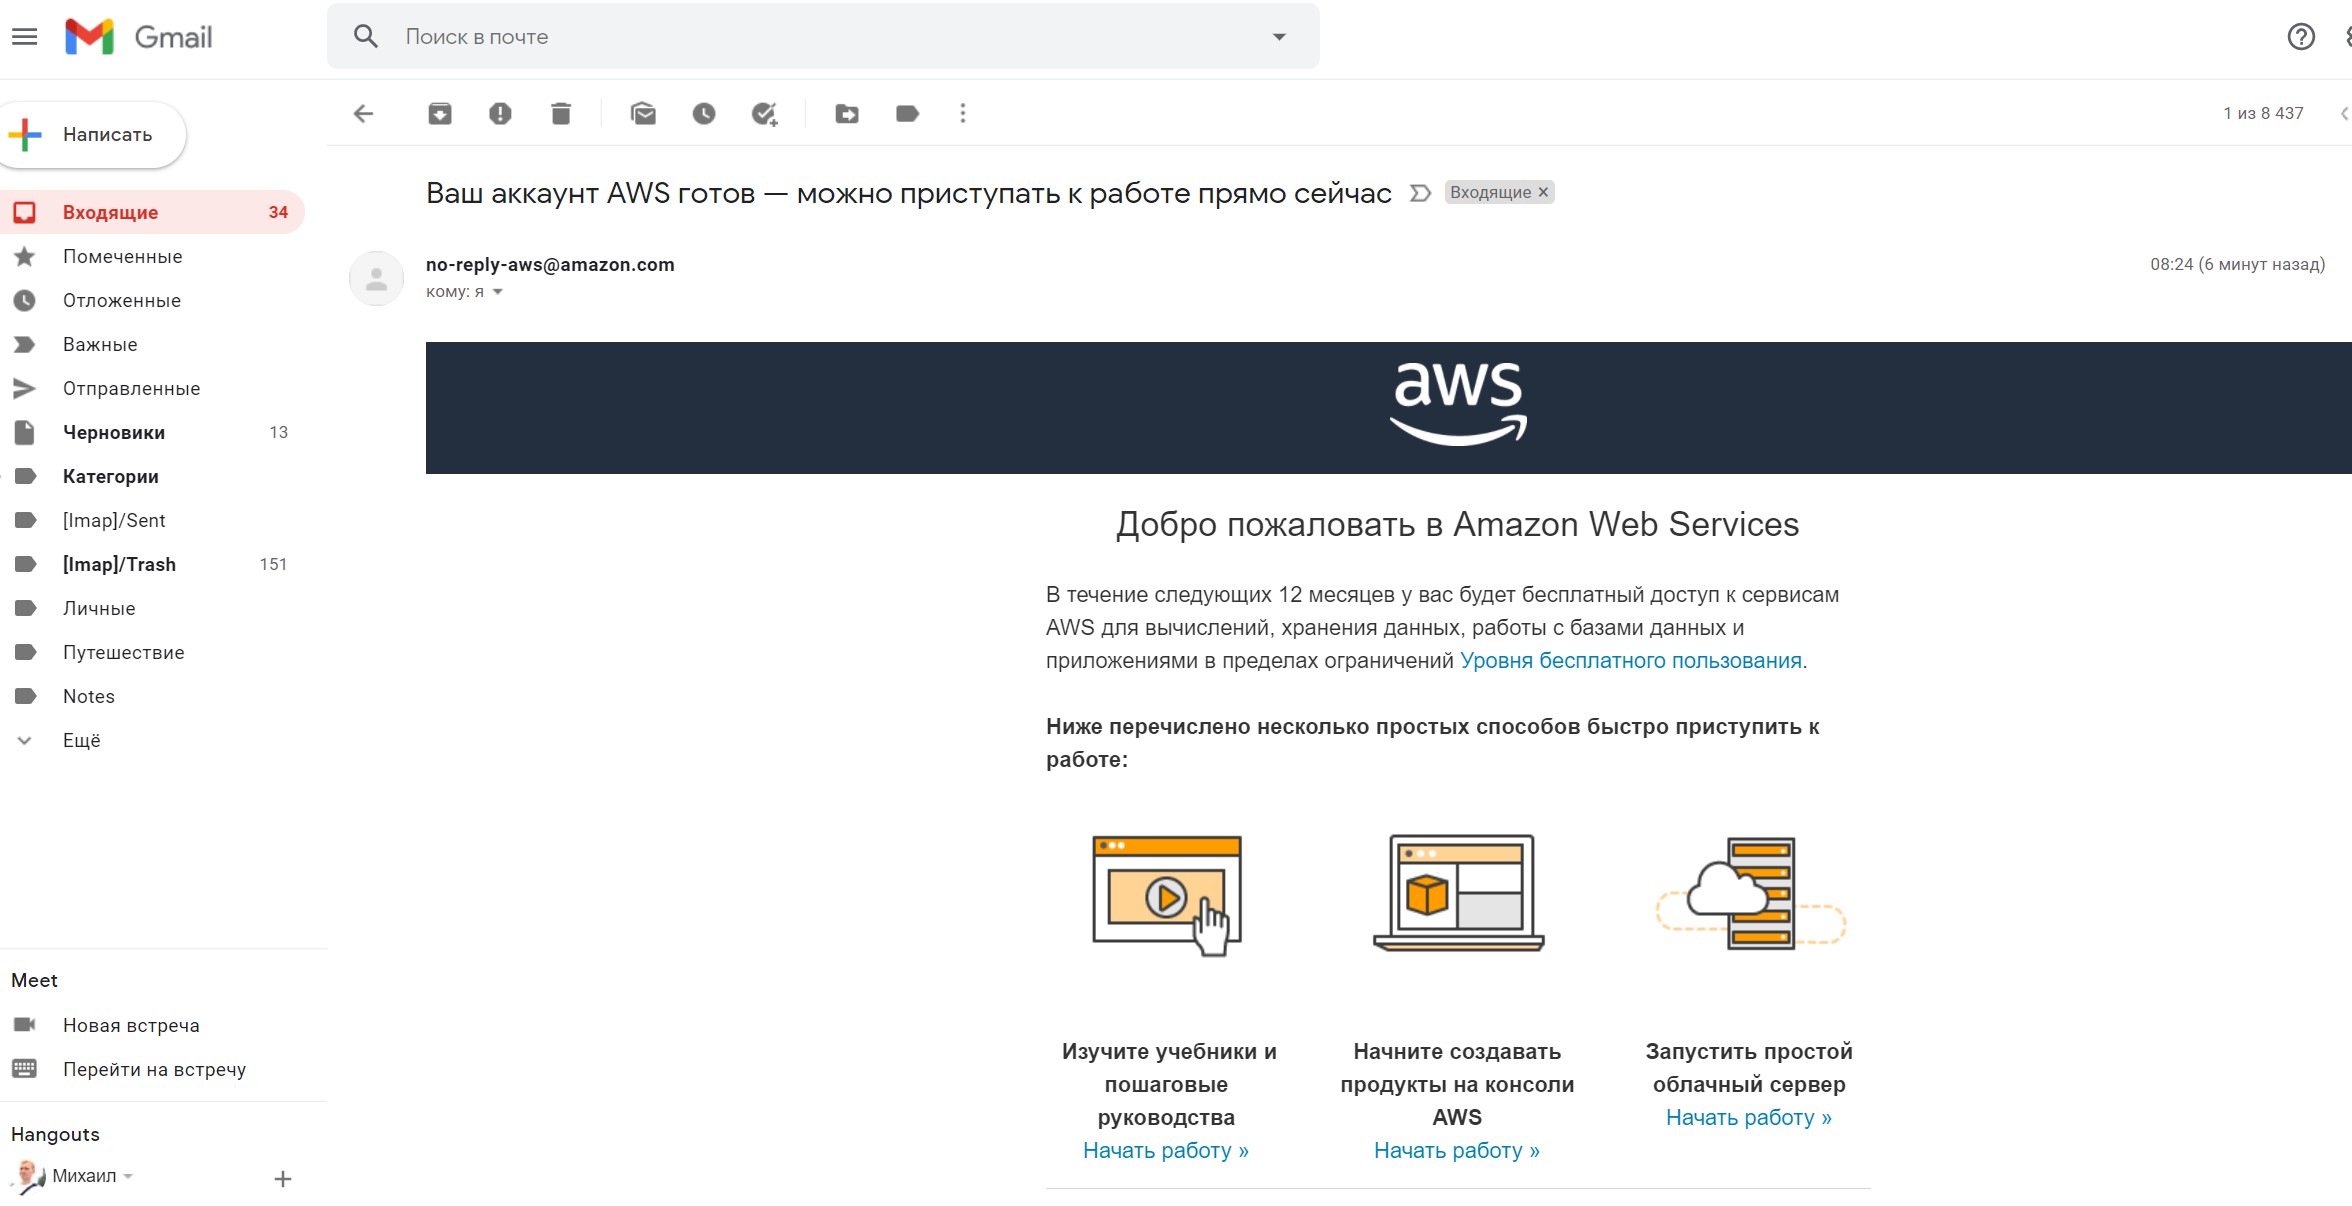 Gmail
Поиск в почте
Написать
1 из 8 437
Входящие 34
Помеченные
Отложенные
Важные
Отправленные
Черновики 13
Категории
[Imap]/Sent
[Imap]/Trash 151
Личные
Путешествие
Notes
Ещё
Meet
Новая встреча
Перейти на встречу
Hangouts
Михаил
Ваш аккаунт AWS готов — можно приступать к работе прямо сейчас Входящие ×
no-reply-aws@amazon.com 08:24 (6 минут назад)
кому: я
aws
Добро пожаловать в Amazon Web Services
В течение следующих 12 месяцев у вас будет бесплатный доступ к сервисам
AWS для вычислений, хранения данных, работы с базами данных и
приложениями в пределах ограничений Уровня бесплатного пользования.
Ниже перечислено несколько простых способов быстро приступить к
работе:
Изучите учебники и
пошаговые
руководства
Начать работу »
Начните создавать
продукты на консоли
AWS
Начать работу »
Запустить простой
облачный сервер
Начать работу »